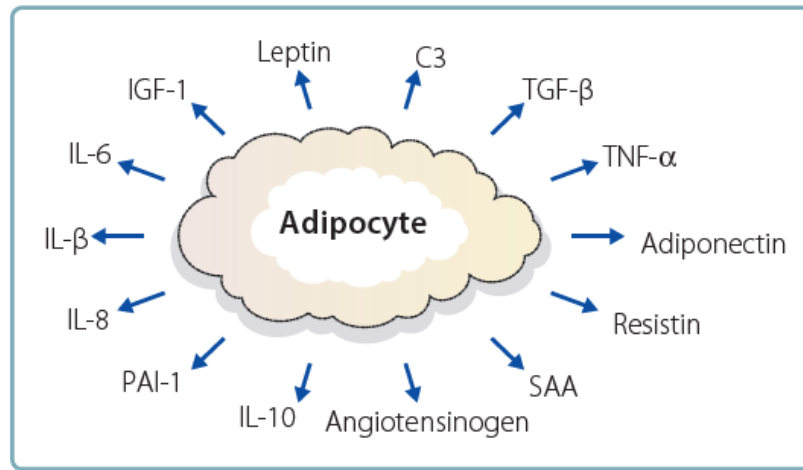 Leptin
C3
IGF-1
TGF-β
IL-6
TNF-α
Adipocyte
IL-β
Adiponectin
IL-8
Resistin
PAI-1
SAA
IL-10
Angiotensinogen